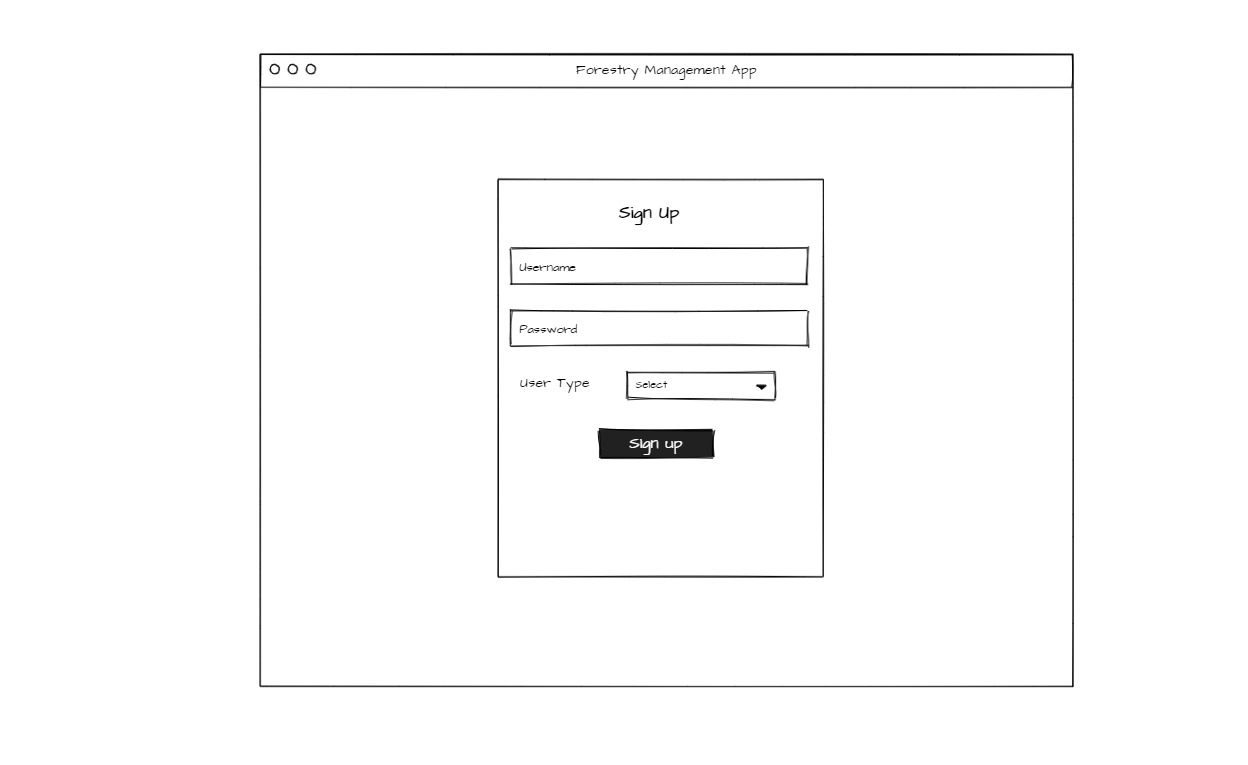 Forestry Management App
Sign Up
Username
Password
User Type
Select
Sign up